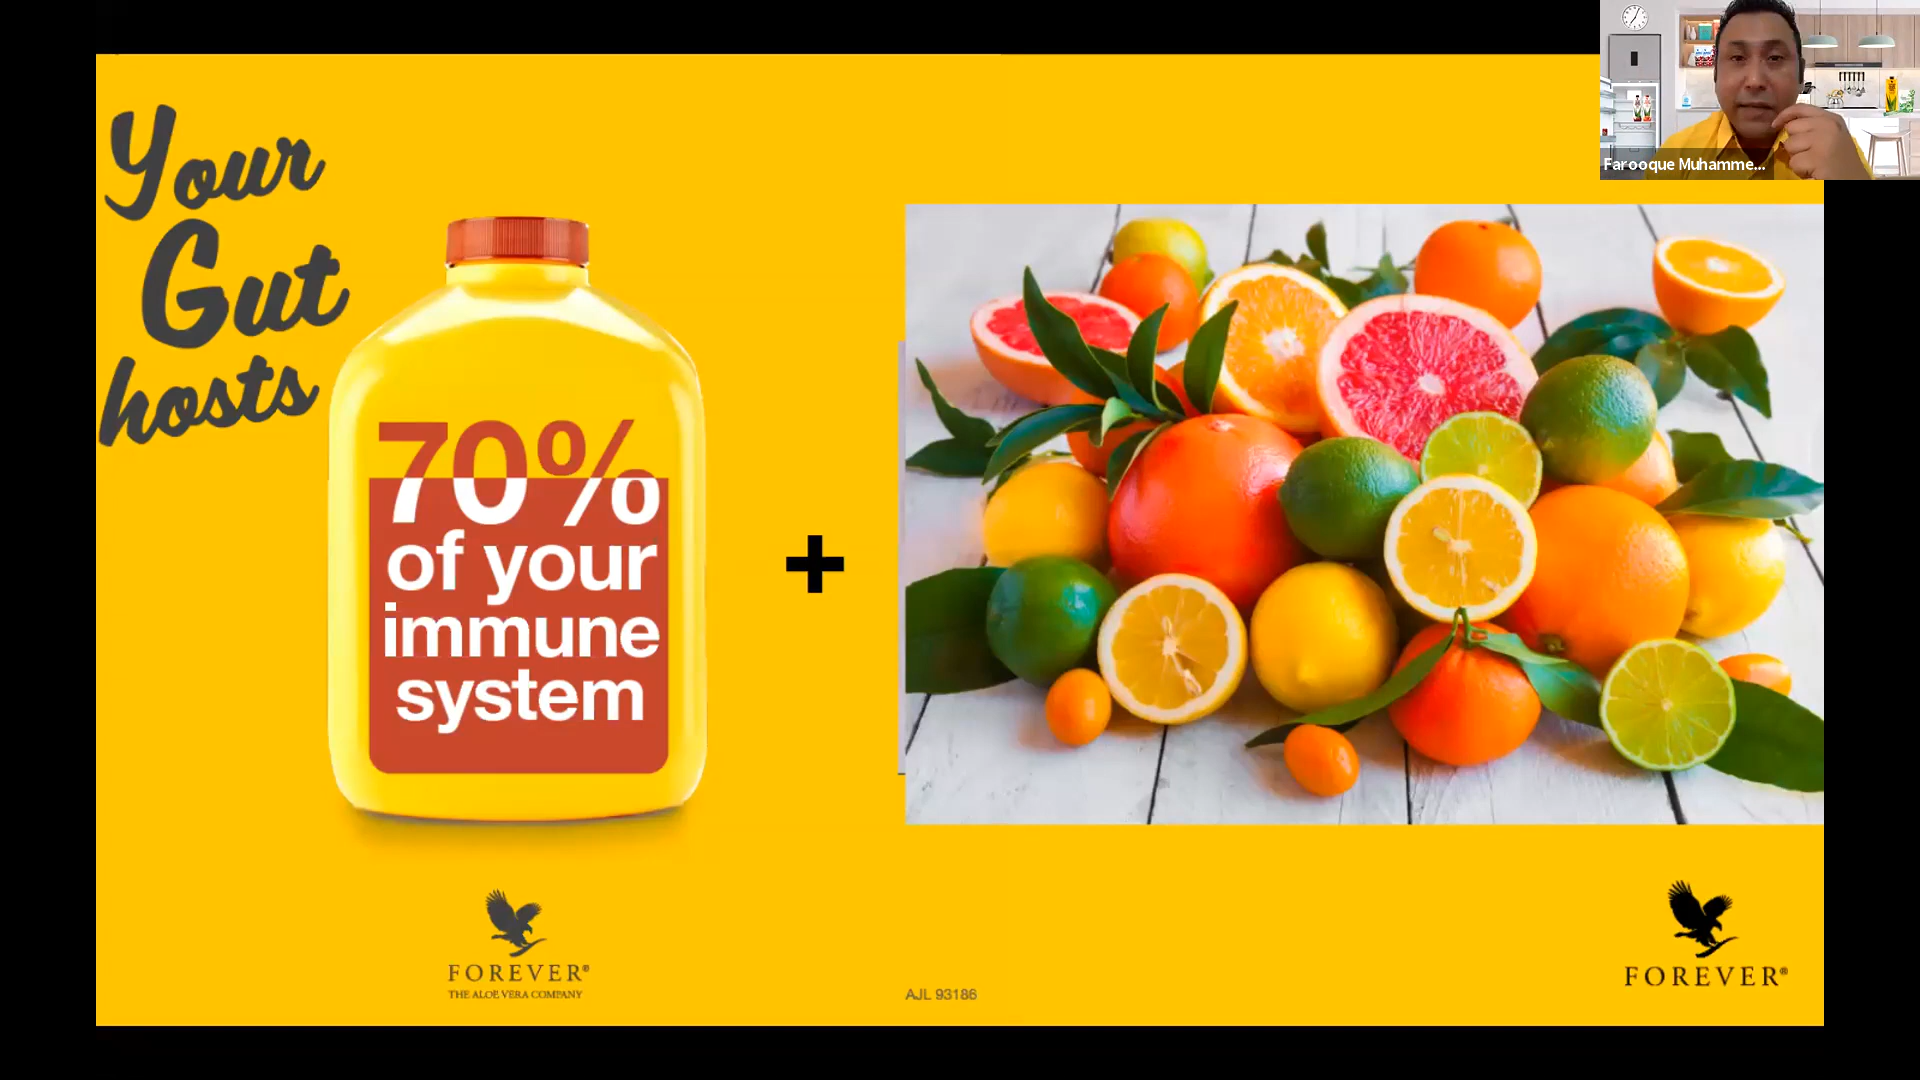 Your
Gut
hosts
70%
of your
immune
system
+
Farooque Muhamme...
FOREVER®
THE ALOE VERA COMPANY
AJL 93186
FOREVER®